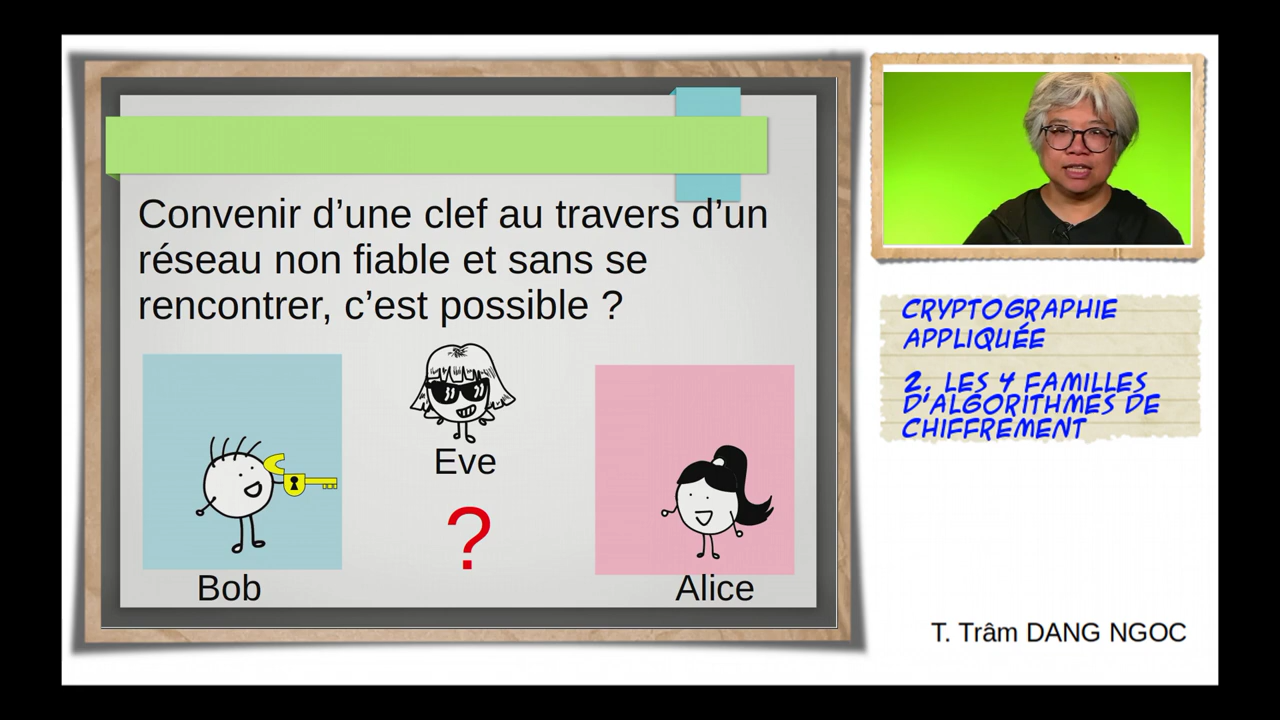 Convenir d’une clef au travers d’un
réseau non fiable et sans se
rencontrer, c’est possible ?
Eve
?
Bob
Alice
CRYPTOGRAPHIE
APPLIQUÉE
2. LES 4 FAMILLES
D'ALGORITHMES DE
CHIFFREMENT
T. Trâm DANG NGOC